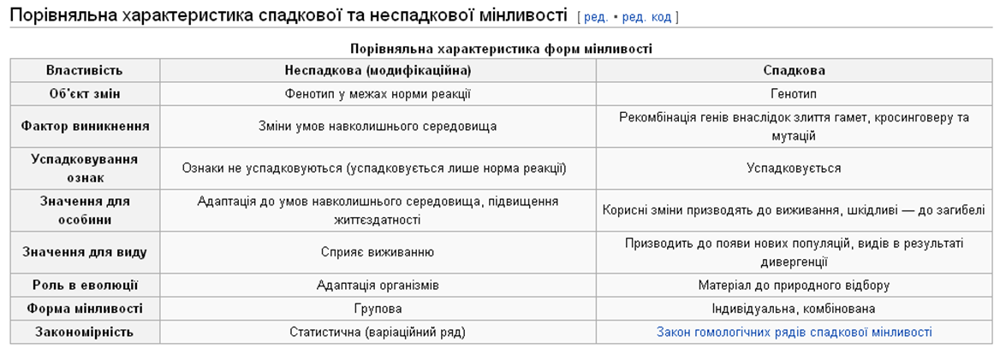 Порівняльна характеристика спадкової та неспадкової мінливості [ ред. • ред. код ]
Порівняльна характеристика форм мінливості
Властивість Неспадкова (модифікаційна) Спадкова
Об'єкт змін Фенотип у межах норми реакції Генотип
Фактор виникнення Зміни умов навколишнього середовища Рекомбінація генів внаслідок злиття гамет, кросинговеру та
мутацій
Успадковування
ознак Ознаки не успадковуються (успадковується лише норма реакції) Успадковується
Значення для
особини Адаптація до умов навколишнього середовища, підвищення
життєздатності Корисні зміни призводять до виживання, шкідливі — до загибелі
Значення для виду Сприяє виживанню Призводить до появи нових популяцій, видів в результаті
дивергенції
Роль в еволюції Адаптація організмів Матеріал до природного відбору
Форма мінливості Групова Індивідуальна, комбінована
Закономірність Статистична (варіаційний ряд) Закон гомологічних рядів спадкової мінливості